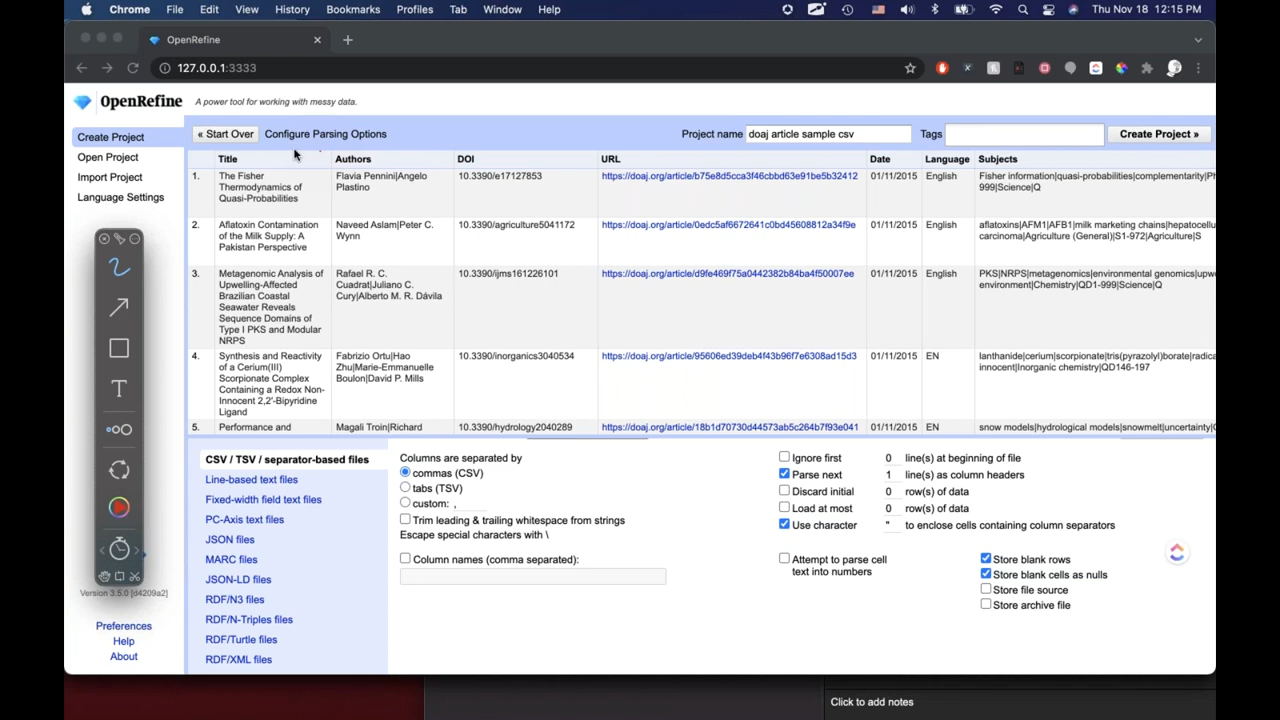 Chrome File Edit View History Bookmarks Profiles Tab Window Help Thu Nov 18 12:15 PM
OpenRefine
127.0.0.1:3333
OpenRefine A power tool for working with messy data.
Create Project
Open Project
Import Project
Language Settings
« Start Over Configure Parsing Options Project name doaj article sample csv Tags Create Project »
Title Authors DOI URL Date Language Subjects
1. The Fisher Flavia Pennini|Angelo 10.3390/e17127853 https://doaj.org/article/b75e8d5cca3f46cbbd63e91be5b32412 01/11/2015 English Fisher information|quasi-probabilities|complementarity|Ph
Thermodynamics of Plastino 999|Science|Q
Quasi-Probabilities
2. Aflatoxin Contamination Naveed Aslam|Peter C. 10.3390/agriculture5041172 https://doaj.org/article/0edc5af6672641c0bd45608812a34f9e 01/11/2015 English aflatoxins|AFM1|AFB1|milk marketing chains|hepatocellu
of the Milk Supply: A Wynn carcinoma|Agriculture (General)|S1-972|Agriculture|S
Pakistan Perspective
3. Metagenomic Analysis of Rafael R. C. 10.3390/ijms161226101 https://doaj.org/article/d9fe469f75a0442382b84ba4f50007ee 01/11/2015 English PKS|NRPS|metagenomics|environmental genomics|upwe
Upwelling-Affected Cuadrat|Juliano C. environment|Chemistry|QD1-999|Science|Q
Brazilian Coastal Cury|Alberto M. R. Dávila
Seawater Reveals
Sequence Domains of
Type I PKS and Modular
NRPS
4. Synthesis and Reactivity Fabrizio Ortu|Hao 10.3390/inorganics3040534 https://doaj.org/article/95606ed39deb4f43b96f7e6308ad15d3 01/11/2015 EN lanthanide|cerium|scorpionate|tris(pyrazolyl)borate|radica
of a Cerium(III) Zhu|Marie-Emmanuelle innocent|Inorganic chemistry|QD146-197
Scorpionate Complex Boulon|David P. Mills
Containing a Redox Non-
Innocent 2,2′-Bipyridine
Ligand
5. Performance and Magali Troin|Richard 10.3390/hydrology2040289 https://doaj.org/article/18b1d70730d44573ab5c264b7f93e041 01/11/2015 EN snow models|hydrological models|snowmelt|uncertainty|
T
Version 3.5.0 [d4209a2]
Preferences
Help
About
CSV / TSV / separator-based files
Line-based text files
Fixed-width field text files
PC-Axis text files
JSON files
MARC files
JSON-LD files
RDF/N3 files
RDF/N-Triples files
RDF/Turtle files
RDF/XML files
Columns are separated by
commas (CSV)
tabs (TSV)
custom: ,
Trim leading & trailing whitespace from strings
Escape special characters with \
Column names (comma separated):
Ignore first 0 line(s) at beginning of file
Parse next 1 line(s) as column headers
Discard initial 0 row(s) of data
Load at most 0 row(s) of data
Use character " to enclose cells containing column separators
Attempt to parse cell
text into numbers
Store blank rows
Store blank cells as nulls
Store file source
Store archive file
Click to add notes